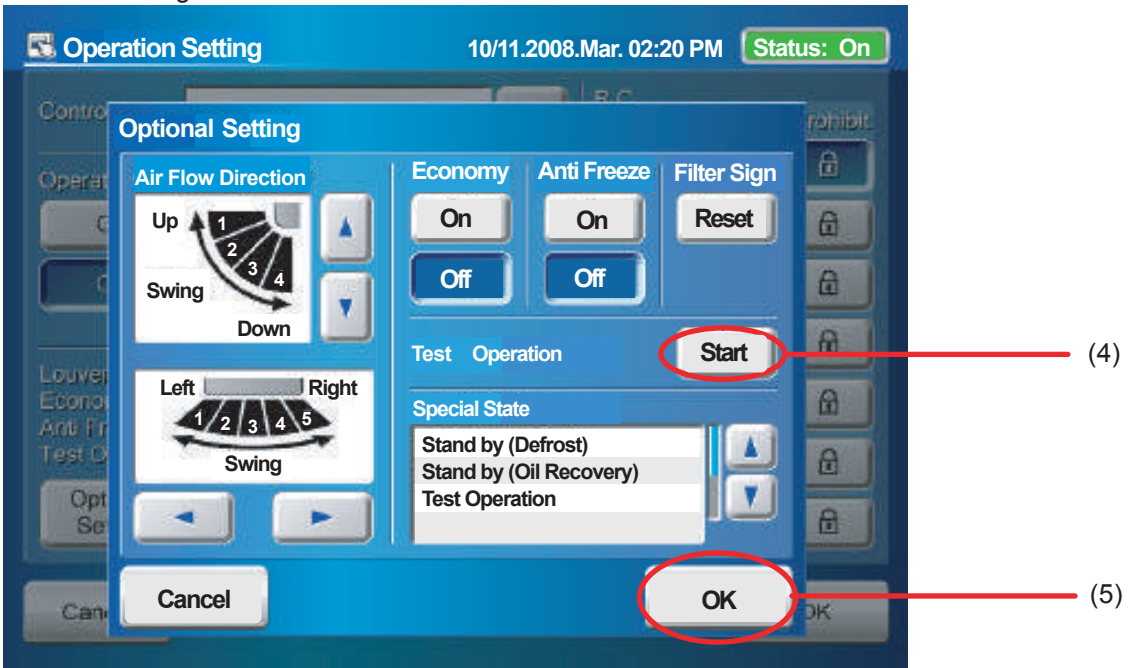 Operation Setting 10/11.2008.Mar. 02:20 PM Status: On
Optional Setting
Air Flow Direction
Up
1
2
3
4
Swing
Down
Left Right
1 2 3 4 5
Swing
Economy Anti Freeze Filter Sign
On On Reset
Off Off
Test Operation Start
(4)
Special State
Stand by (Defrost)
Stand by (Oil Recovery)
Test Operation
Cancel OK
(5)